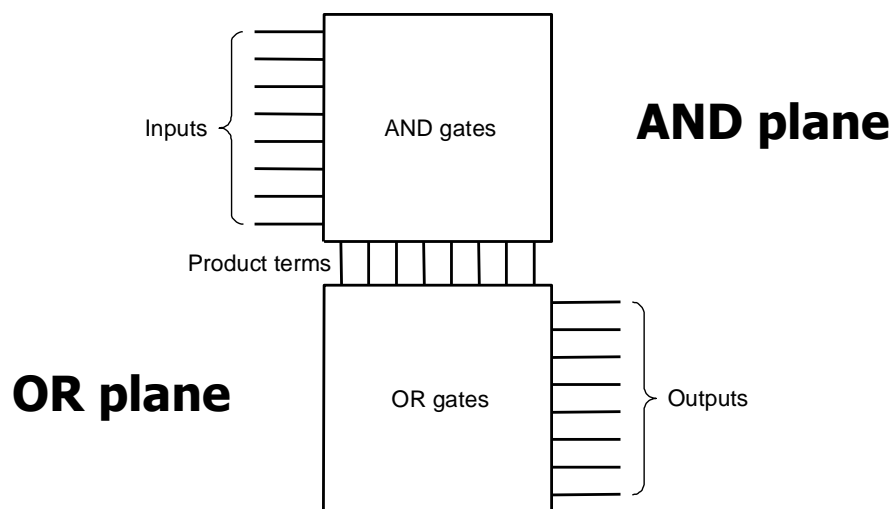 Inputs
AND gates
AND plane
Product terms
OR plane
OR gates
Outputs